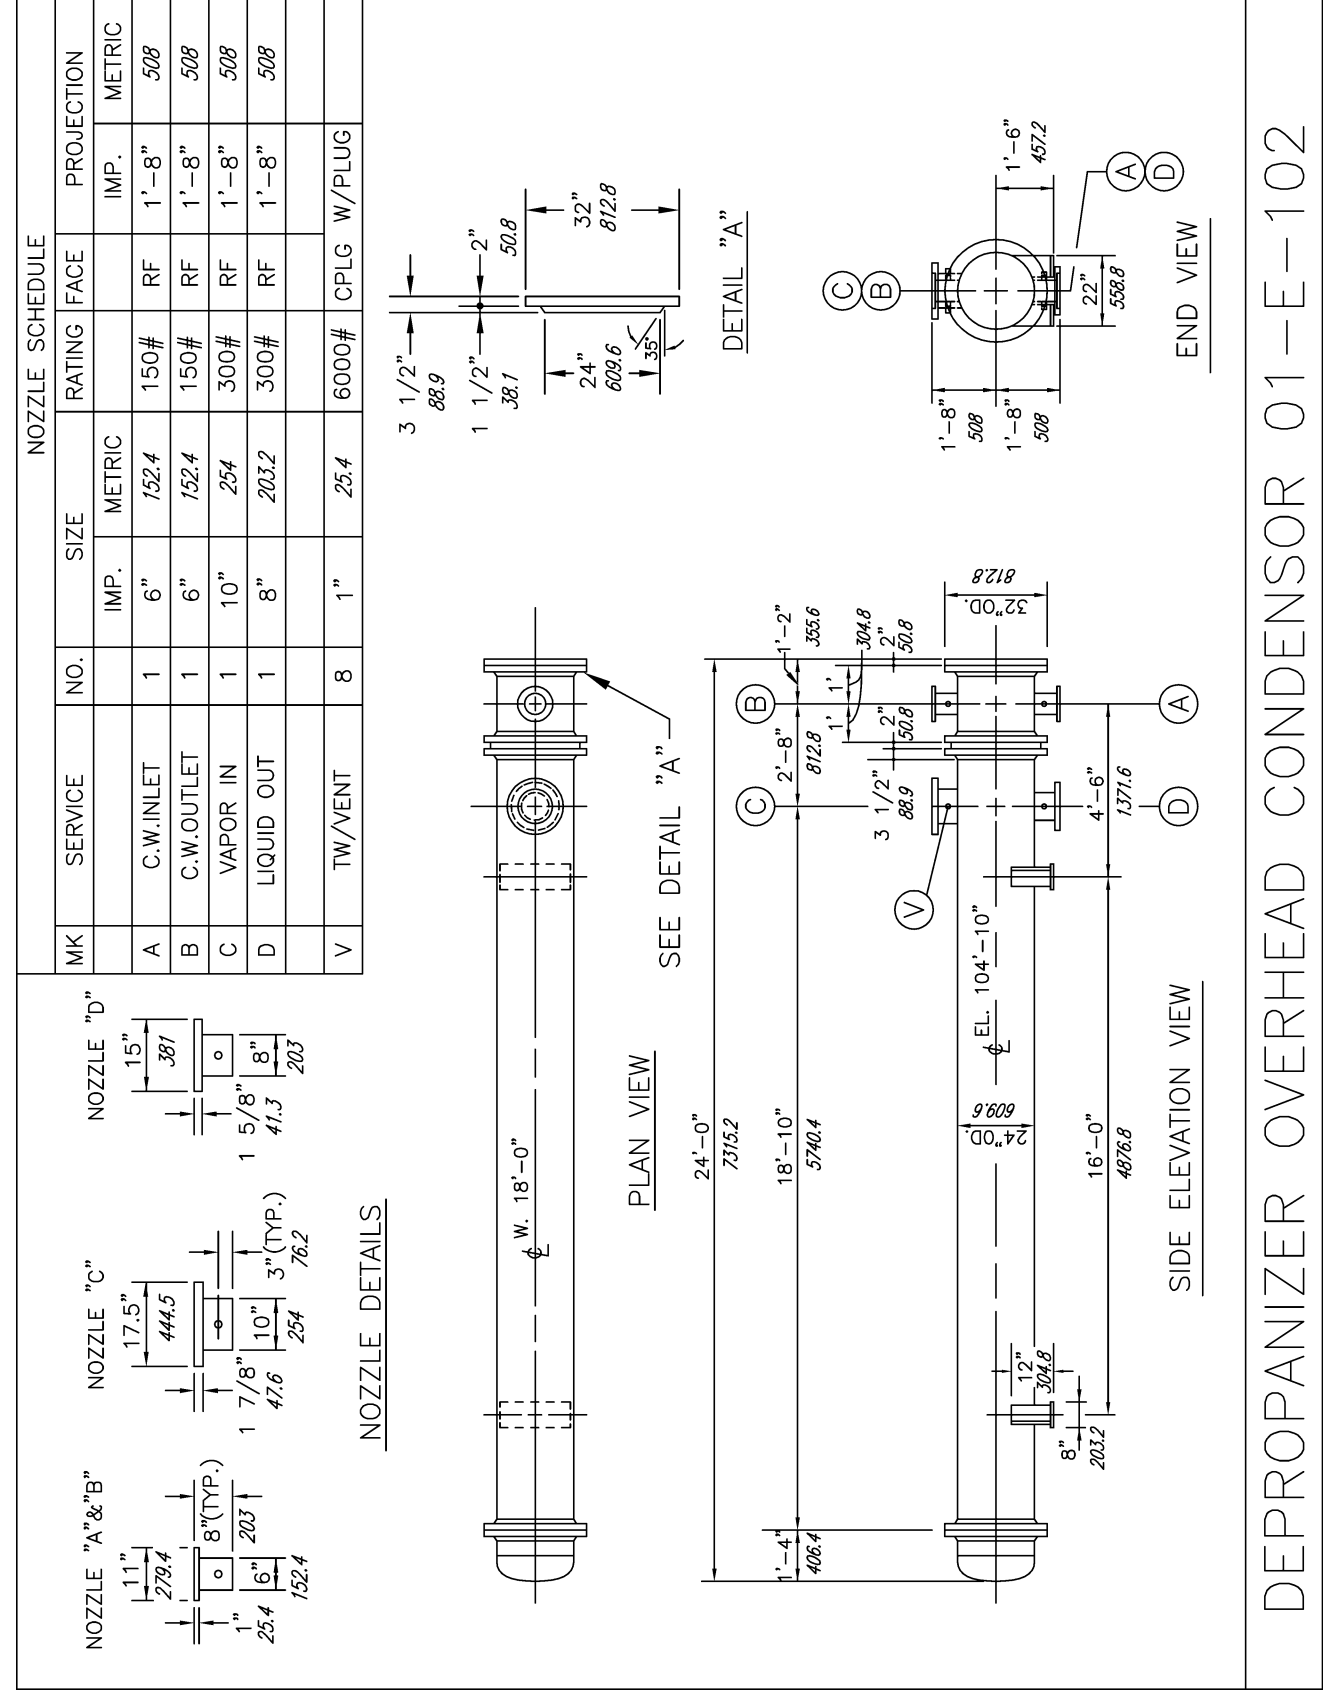 NOZZLE "A"&"B"
11"
279.4
8"(TYP.)
203
1"
25.4
6"
152.4
NOZZLE "C"
17.5"
444.5
1 7/8"
47.6
10"
254
3"(TYP.)
76.2
NOZZLE "D"
15"
381
1 5/8"
41.3
8"
203
NOZZLE DETAILS
NOZZLE SCHEDULE
MK SERVICE NO. SIZE RATING FACE PROJECTION
IMP. METRIC IMP. METRIC
A C.W.INLET 1 6" 152.4 150# RF 1'-8" 508
B C.W.OUTLET 1 6" 152.4 150# RF 1'-8" 508
C VAPOR IN 1 10" 254 300# RF 1'-8" 508
D LIQUID OUT 1 8" 203.2 300# RF 1'-8" 508
V TW/VENT 8 1" 25.4 6000# CPLG W/PLUG
℄ W. 18'-0"
SEE DETAIL "A"
PLAN VIEW
3 1/2"
88.9
2"
50.8
1 1/2"
38.1
32"
812.8
24"
609.6
35°
DETAIL "A"
24'-0"
7315.2
1'-4"
406.4
18'-10"
5740.4
2'-8"
812.8
1'-2"
355.6
B
C
1'
1'
304.8
2"
50.8
2"
50.8
3 1/2"
88.9
V
32"OD.
812.8
24"OD.
609.6
℄ EL. 104'-10"
12"
304.8
8"
203.2
16'-0"
4876.8
4'-6"
1371.6
D
A
SIDE ELEVATION VIEW
C
B
1'-8"
508
1'-8"
508
22"
558.8
1'-6"
457.2
A
D
END VIEW
DEPROPANIZER OVERHEAD CONDENSOR 01-E-102